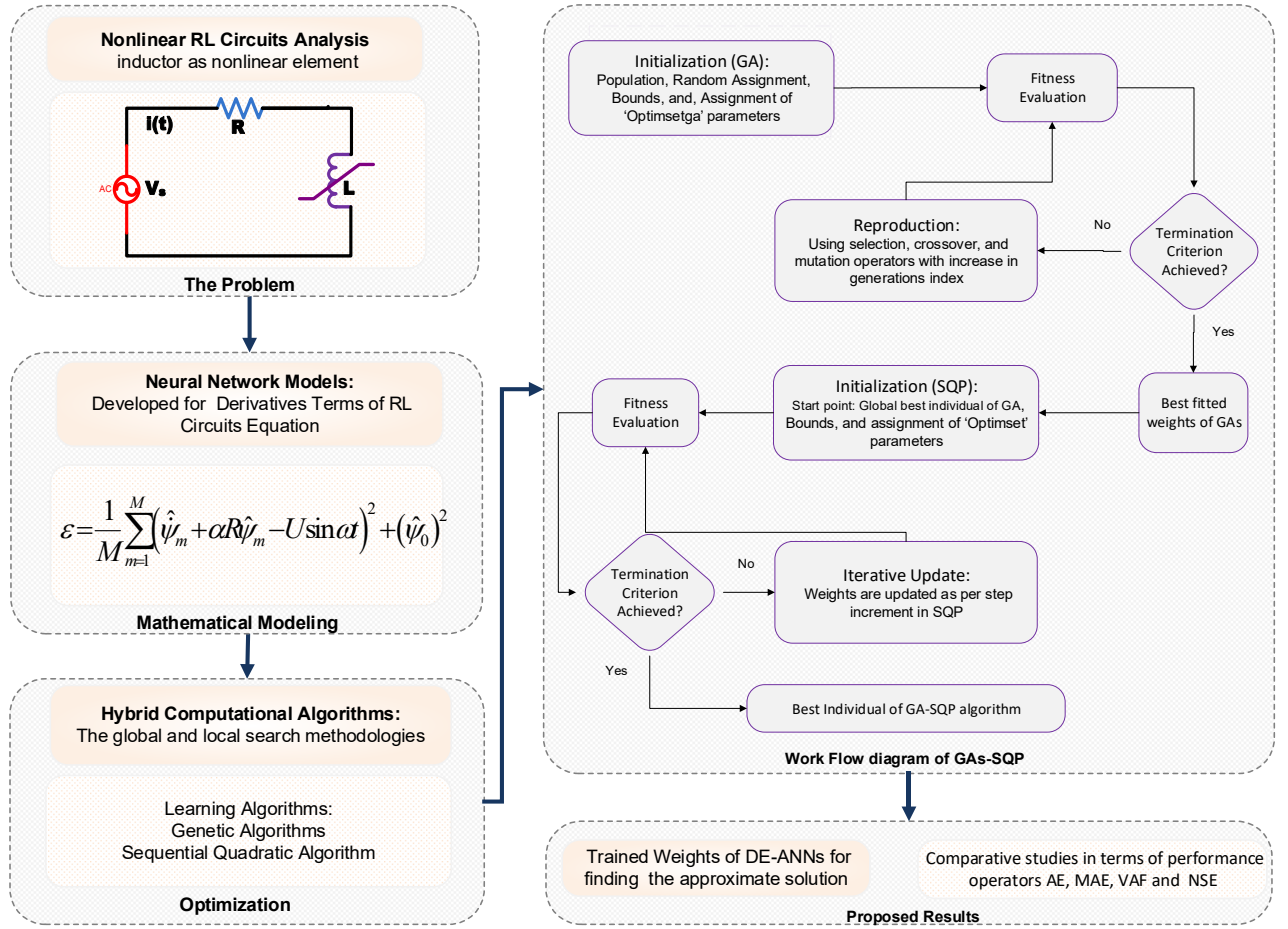 Nonlinear RL Circuits Analysis
inductor as nonlinear element
i(t)
R
AC
Vs
L
The Problem
Neural Network Models:
Developed for Derivatives Terms of RL
Circuits Equation
ε = 1/M ∑_{m=1}^{M} (ψ̂̇_m + αRψ̂_m − U sin ωt)² + (ψ̂_0)²
Mathematical Modeling
Hybrid Computational Algorithms:
The global and local search methodologies
Learning Algorithms:
Genetic Algorithms
Sequential Quadratic Algorithm
Optimization
Initialization (GA):
Population, Random Assignment,
Bounds, and, Assignment of
‘Optimsetga’ parameters
Fitness
Evaluation
Termination
Criterion
Achieved?
No
Reproduction:
Using selection, crossover, and
mutation operators with increase in
generations index
Yes
Best fitted
weights of GAs
Initialization (SQP):
Start point: Global best individual of GA,
Bounds, and assignment of ‘Optimset’
parameters
Fitness
Evaluation
Termination
Criterion
Achieved?
No
Iterative Update:
Weights are updated as per step
increment in SQP
Yes
Best Individual of GA-SQP algorithm
Work Flow diagram of GAs-SQP
Trained Weights of DE-ANNs for
finding the approximate solution
Comparative studies in terms of performance
operators AE, MAE, VAF and NSE
Proposed Results